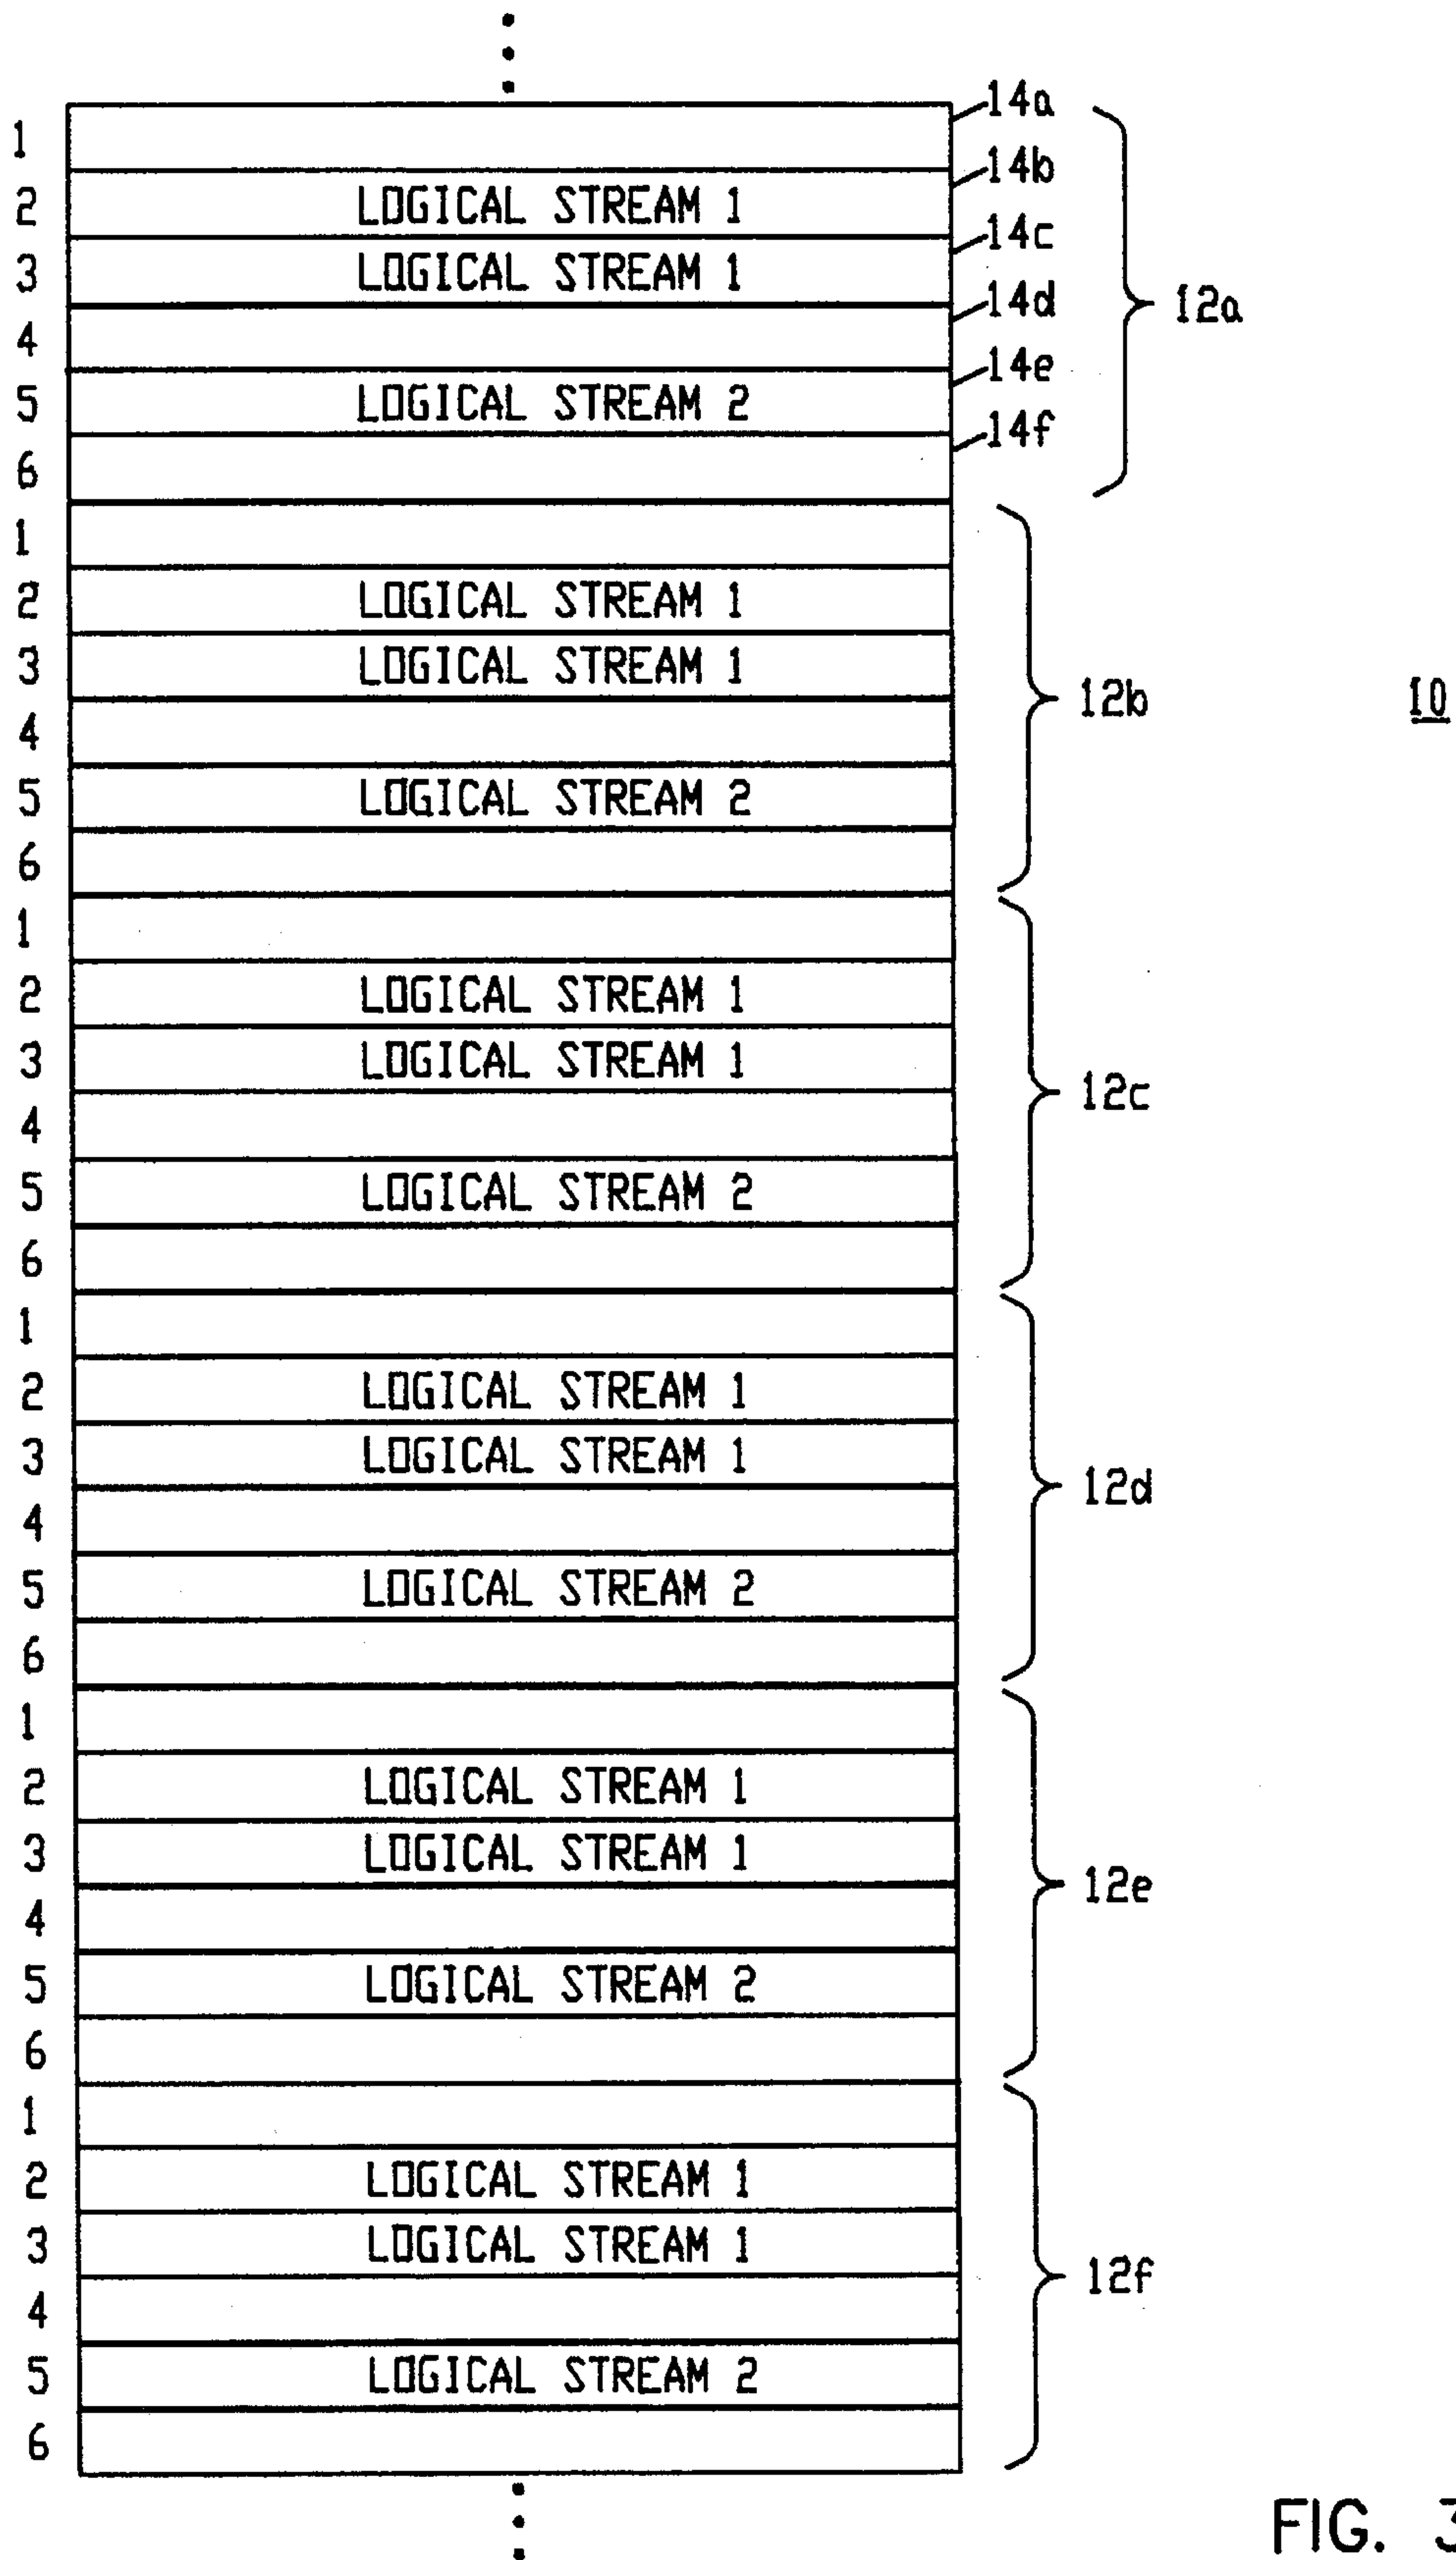 14a
1
14b
2 LOGICAL STREAM 1
14c
3 LOGICAL STREAM 1
14d
12a
4
14e
5 LOGICAL STREAM 2
14f
6
1
2 LOGICAL STREAM 1
3 LOGICAL STREAM 1
12b
10
4
5 LOGICAL STREAM 2
6
1
2 LOGICAL STREAM 1
3 LOGICAL STREAM 1
12c
4
5 LOGICAL STREAM 2
6
1
2 LOGICAL STREAM 1
3 LOGICAL STREAM 1
12d
4
5 LOGICAL STREAM 2
6
1
2 LOGICAL STREAM 1
3 LOGICAL STREAM 1
12e
4
5 LOGICAL STREAM 2
6
1
2 LOGICAL STREAM 1
3 LOGICAL STREAM 1
12f
4
5 LOGICAL STREAM 2
6
FIG. 3